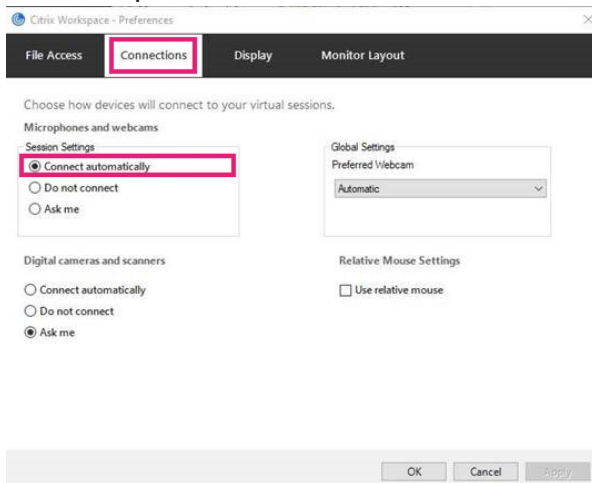 Citrix Workspace - Preferences
File Access Connections Display Monitor Layout
Choose how devices will connect to your virtual sessions.
Microphones and webcams
Session Settings
Connect automatically
Do not connect
Ask me
Global Settings
Preferred Webcam
Automatic
Digital cameras and scanners
Connect automatically
Do not connect
Ask me
Relative Mouse Settings
Use relative mouse
OK Cancel Apply